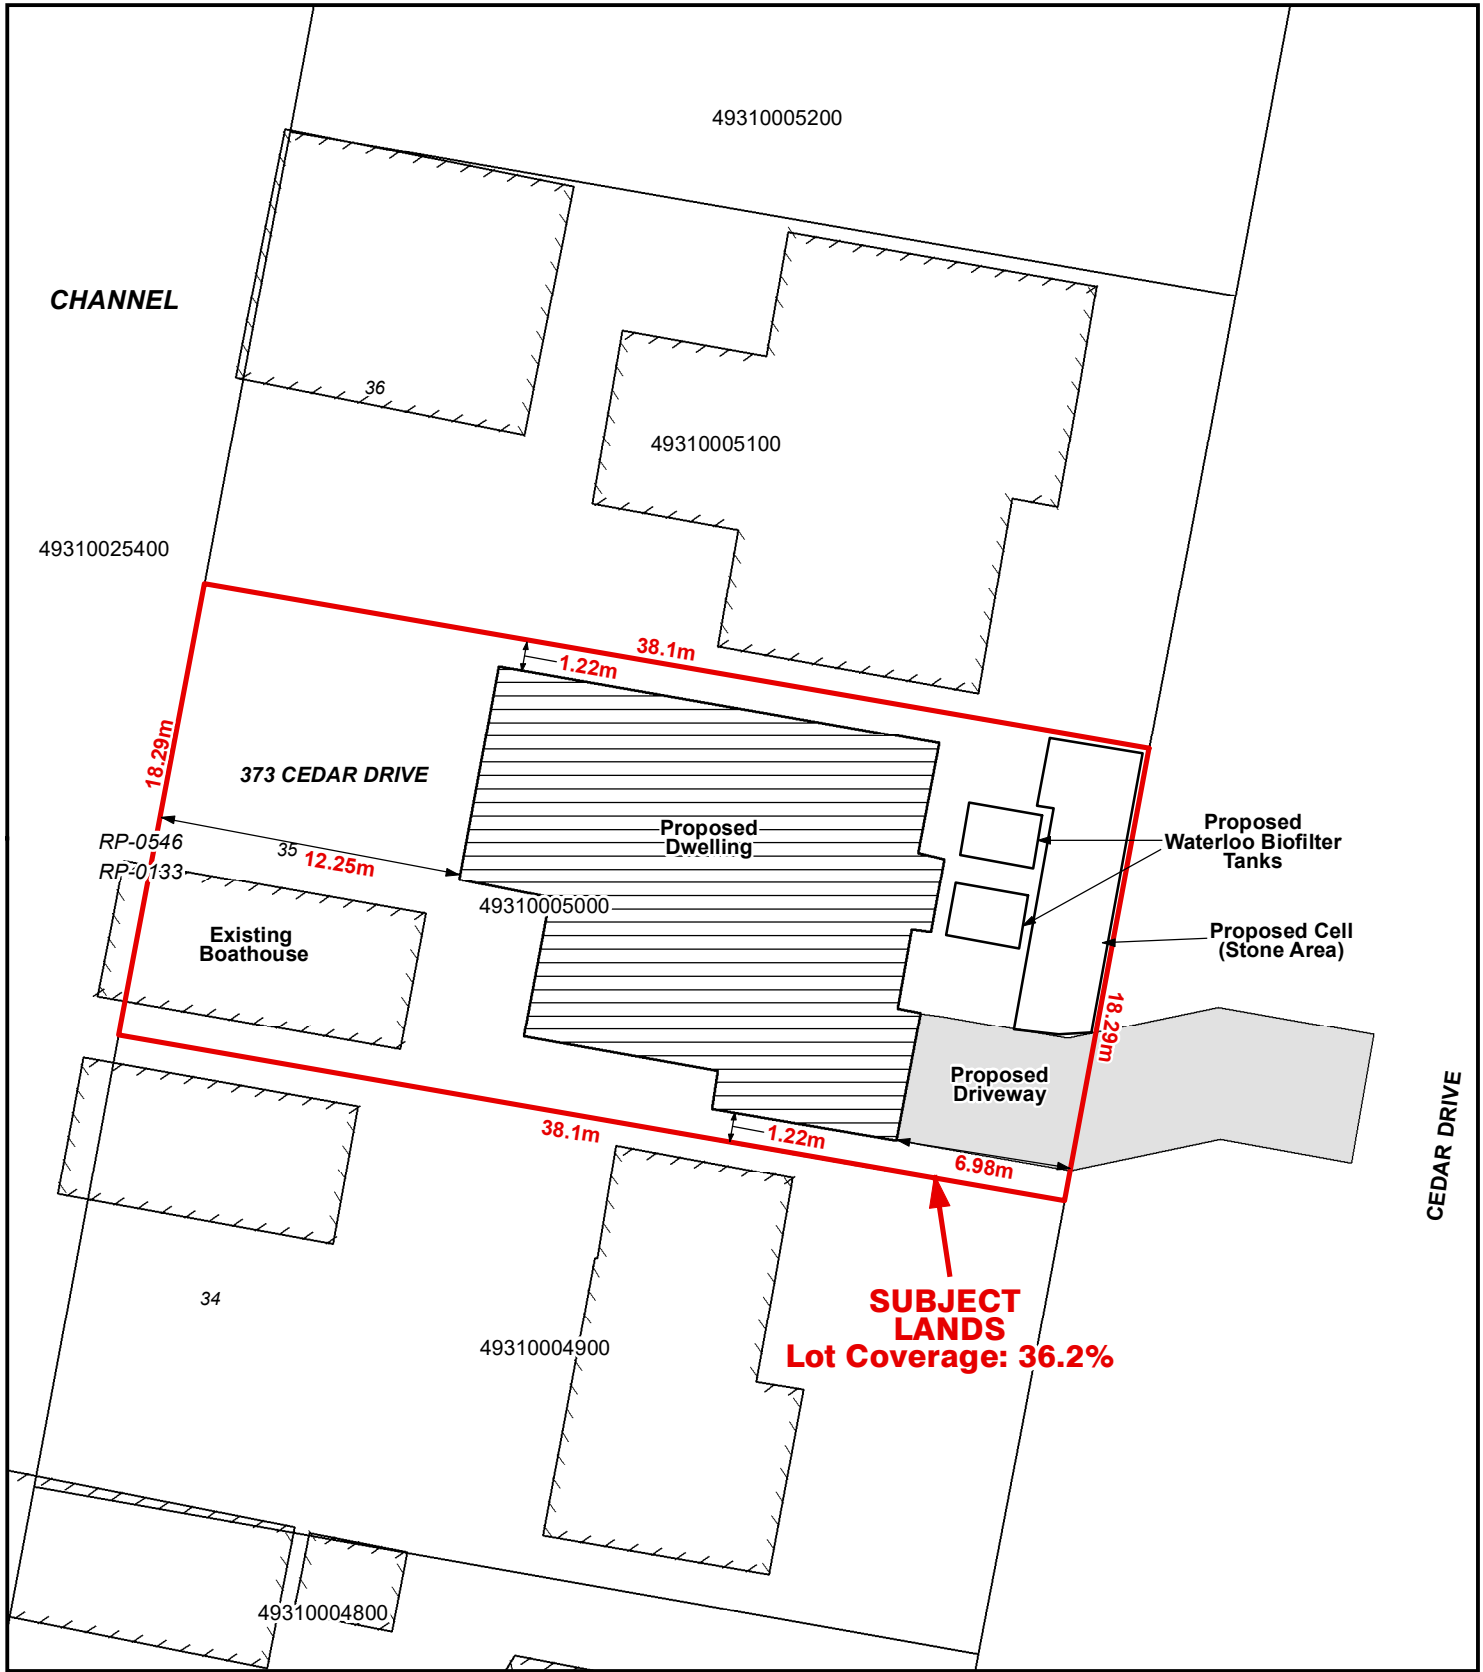 49310005200
CHANNEL
36
49310005100
49310025400
38.1m
1.22m
18.29m
373 CEDAR DRIVE
Proposed
Dwelling
Proposed
Waterloo Biofilter
Tanks
RP-0546
35
12.25m
RP-0133
49310005000
Existing
Boathouse
Proposed Cell
(Stone Area)
18.29m
Proposed
Driveway
CEDAR DRIVE
38.1m
1.22m
6.98m
SUBJECT
LANDS
Lot Coverage: 36.2%
34
49310004900
49310004800